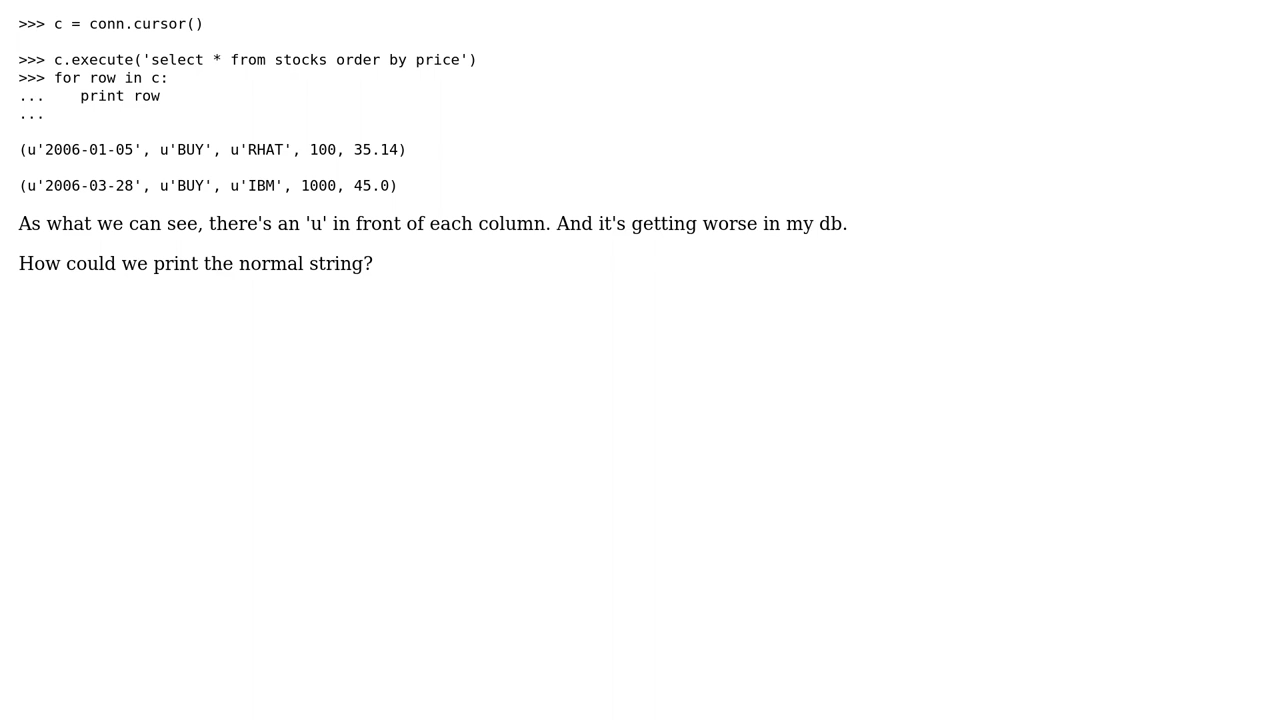 >>> c = conn.cursor()
>>> c.execute('select * from stocks order by price')
>>> for row in c:
...    print row
...
(u'2006-01-05', u'BUY', u'RHAT', 100, 35.14)
(u'2006-03-28', u'BUY', u'IBM', 1000, 45.0)
As what we can see, there's an 'u' in front of each column. And it's getting worse in my db.
How could we print the normal string?